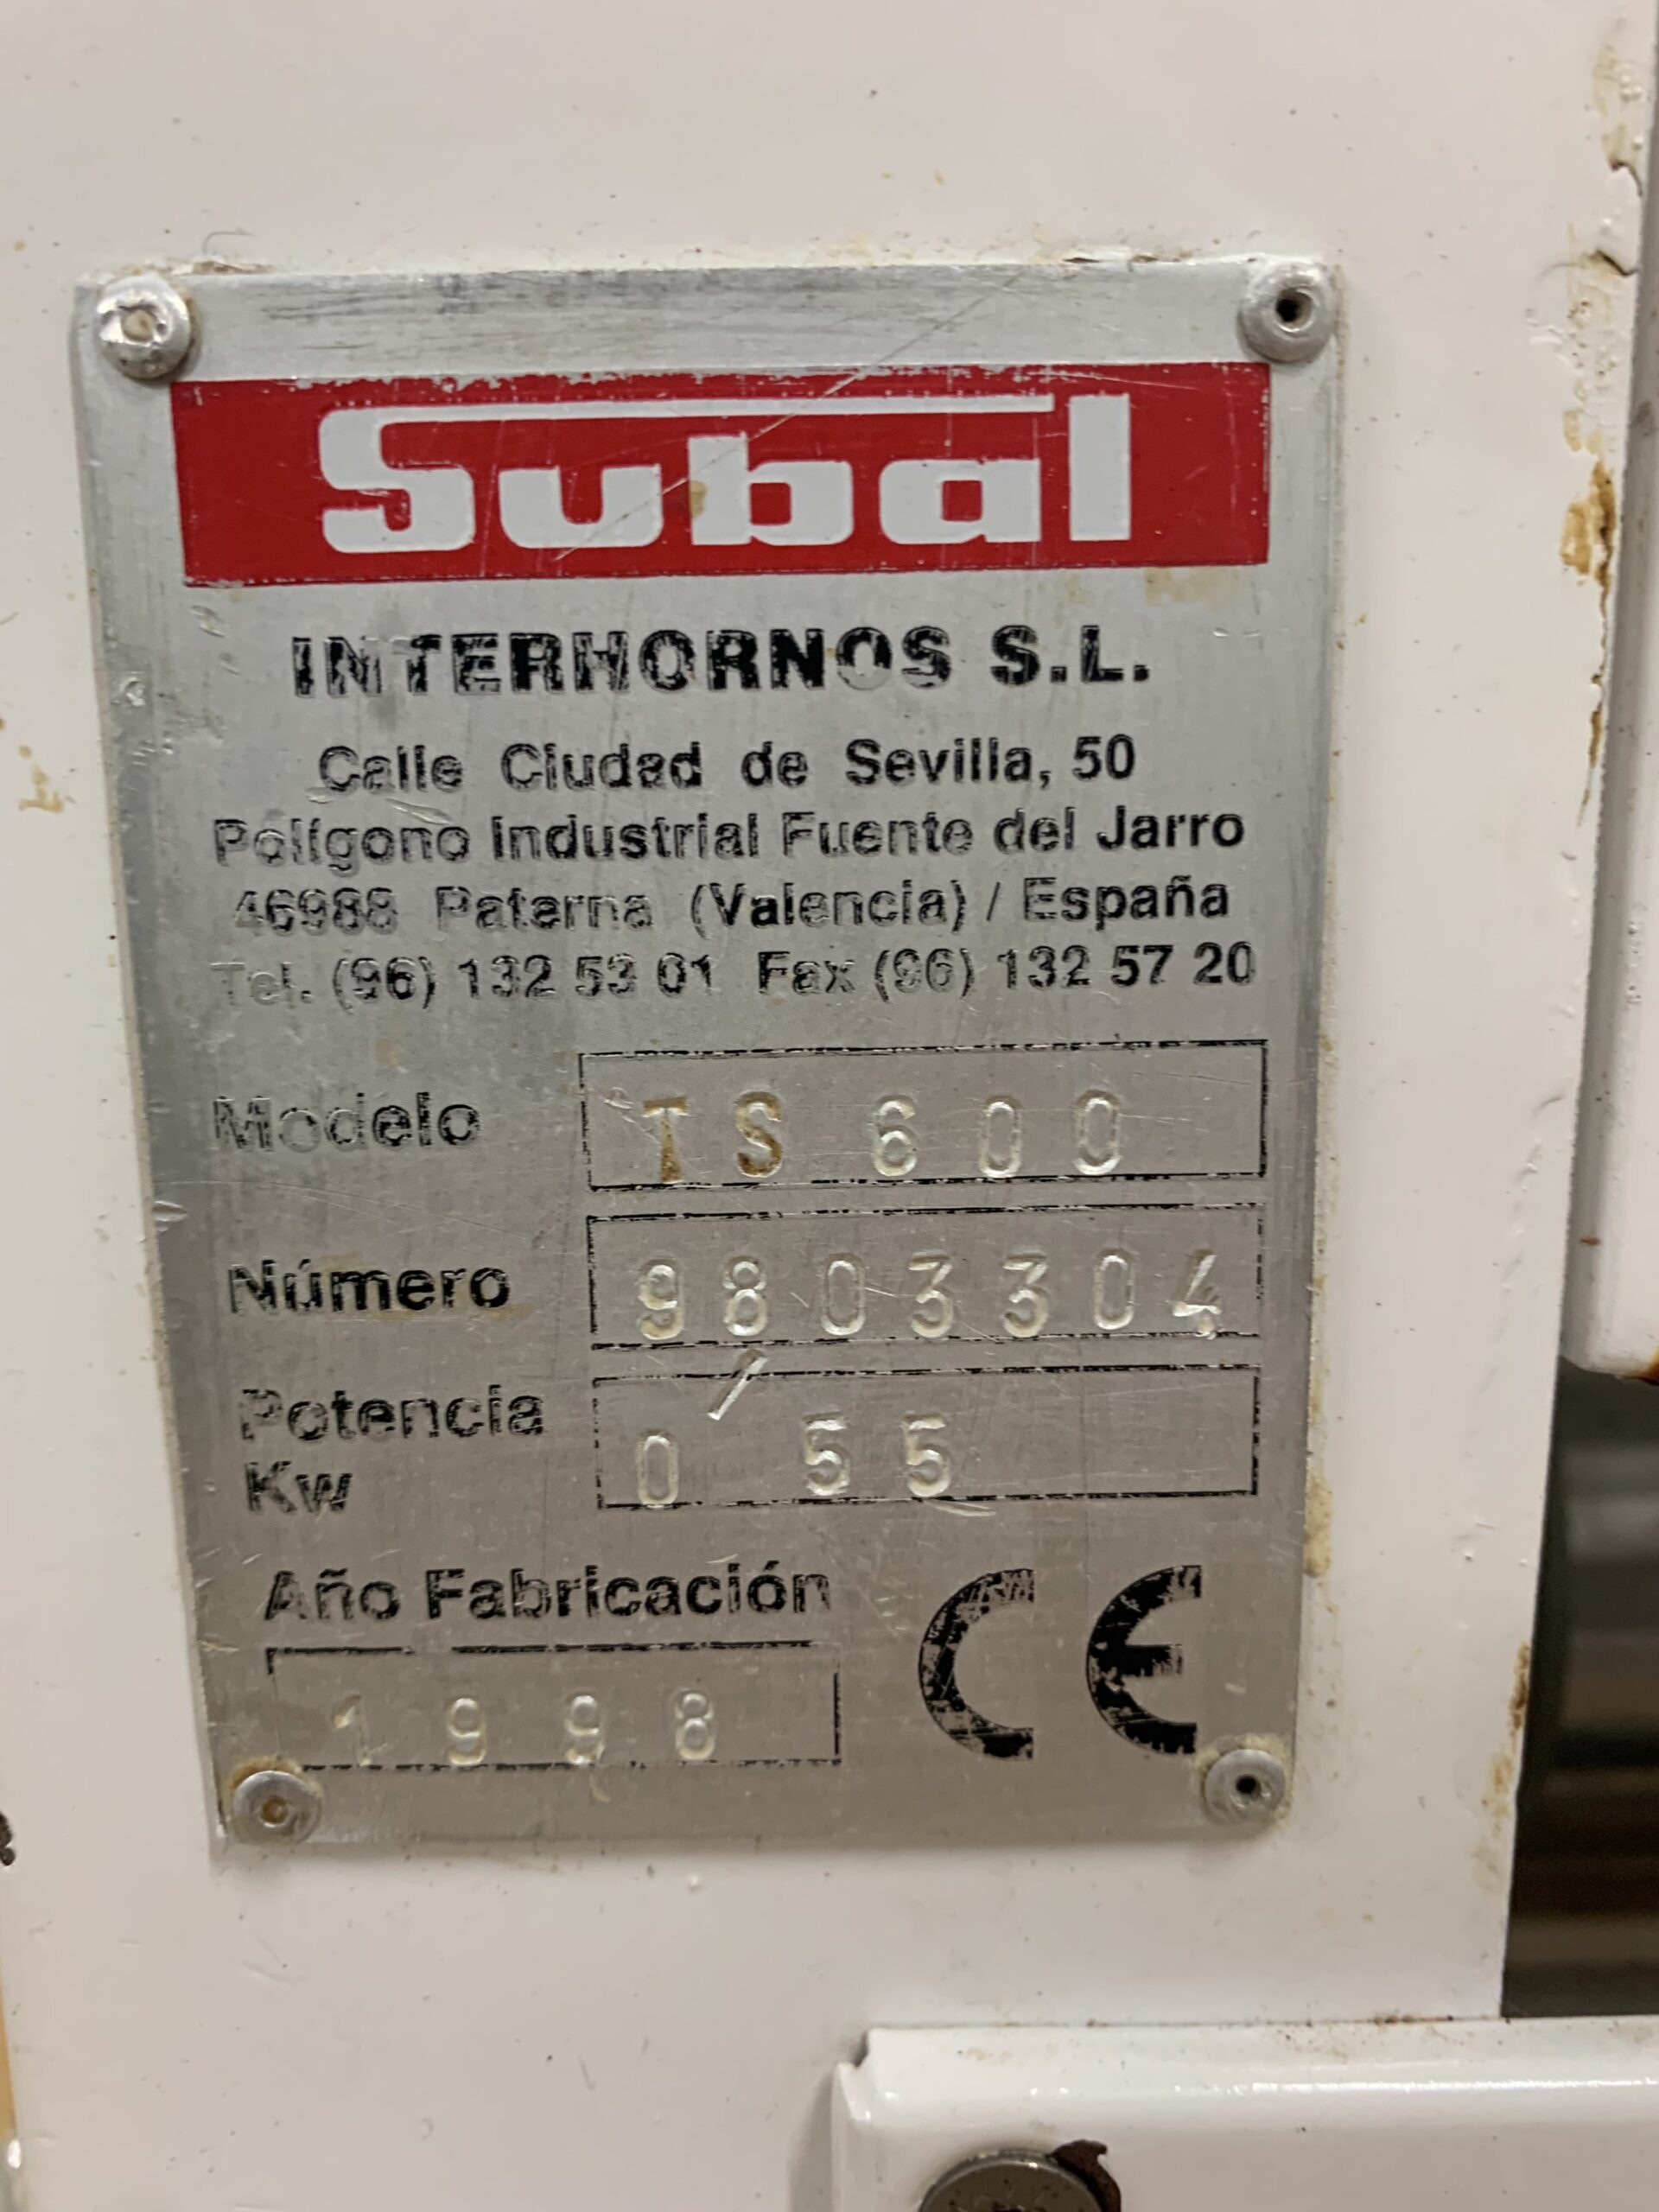 Subal
INTERHORNOS S.L.
Calle Ciudad de Sevilla, 50
Polígono Industrial Fuente del Jarro
46988 Paterna (Valencia) / España
Tel. (96) 132 53 01 Fax (96) 132 57 20
Modelo TS 600
Número 9803304
Potencia
Kw 0'55
Año Fabricación
1998
CE